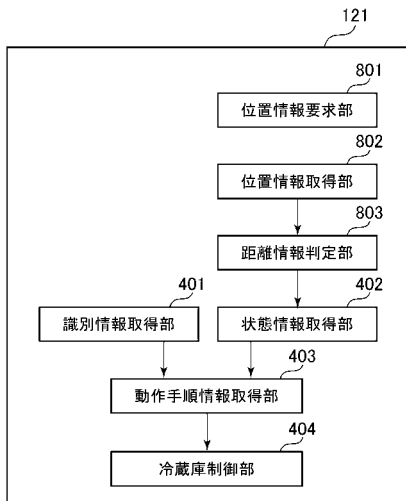 121
801
位置情報要求部
802
位置情報取得部
803
距離情報判定部
401
識別情報取得部
402
状態情報取得部
403
動作手順情報取得部
404
冷蔵庫制御部